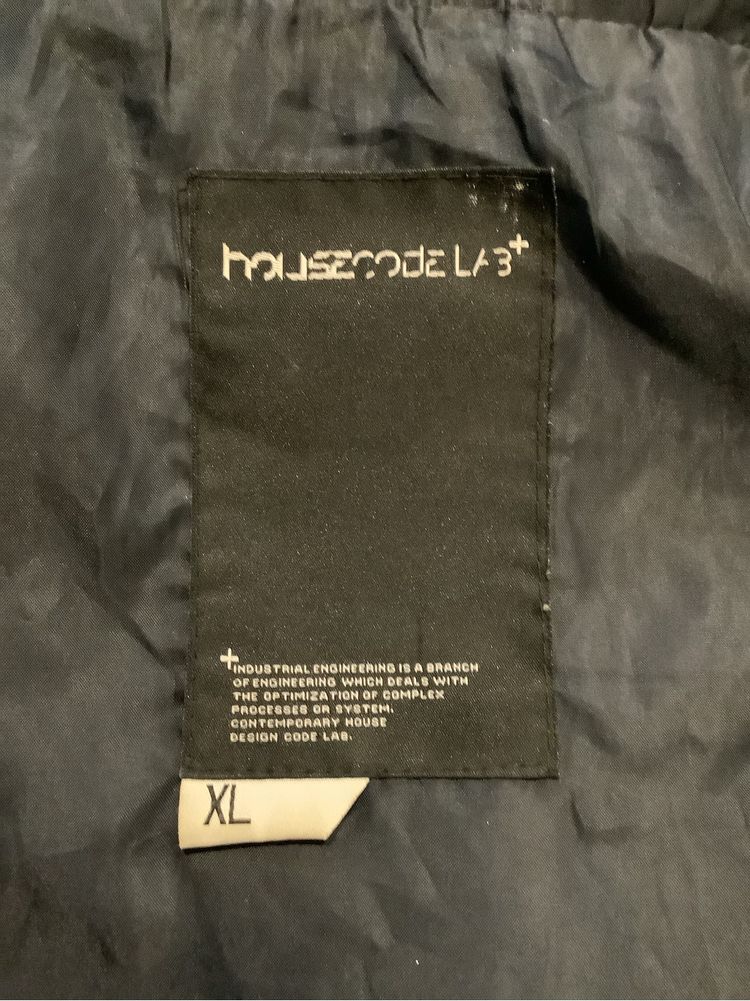 housecode LAB+
+INDUSTRIAL ENGINEERING IS A BRANCH
OF ENGINEERING WHICH DEALS WITH
THE OPTIMIZATION OF COMPLEX
PROCESSES OR SYSTEM.
CONTEMPORARY HOUSE
DESIGN CODE LAB.
XL